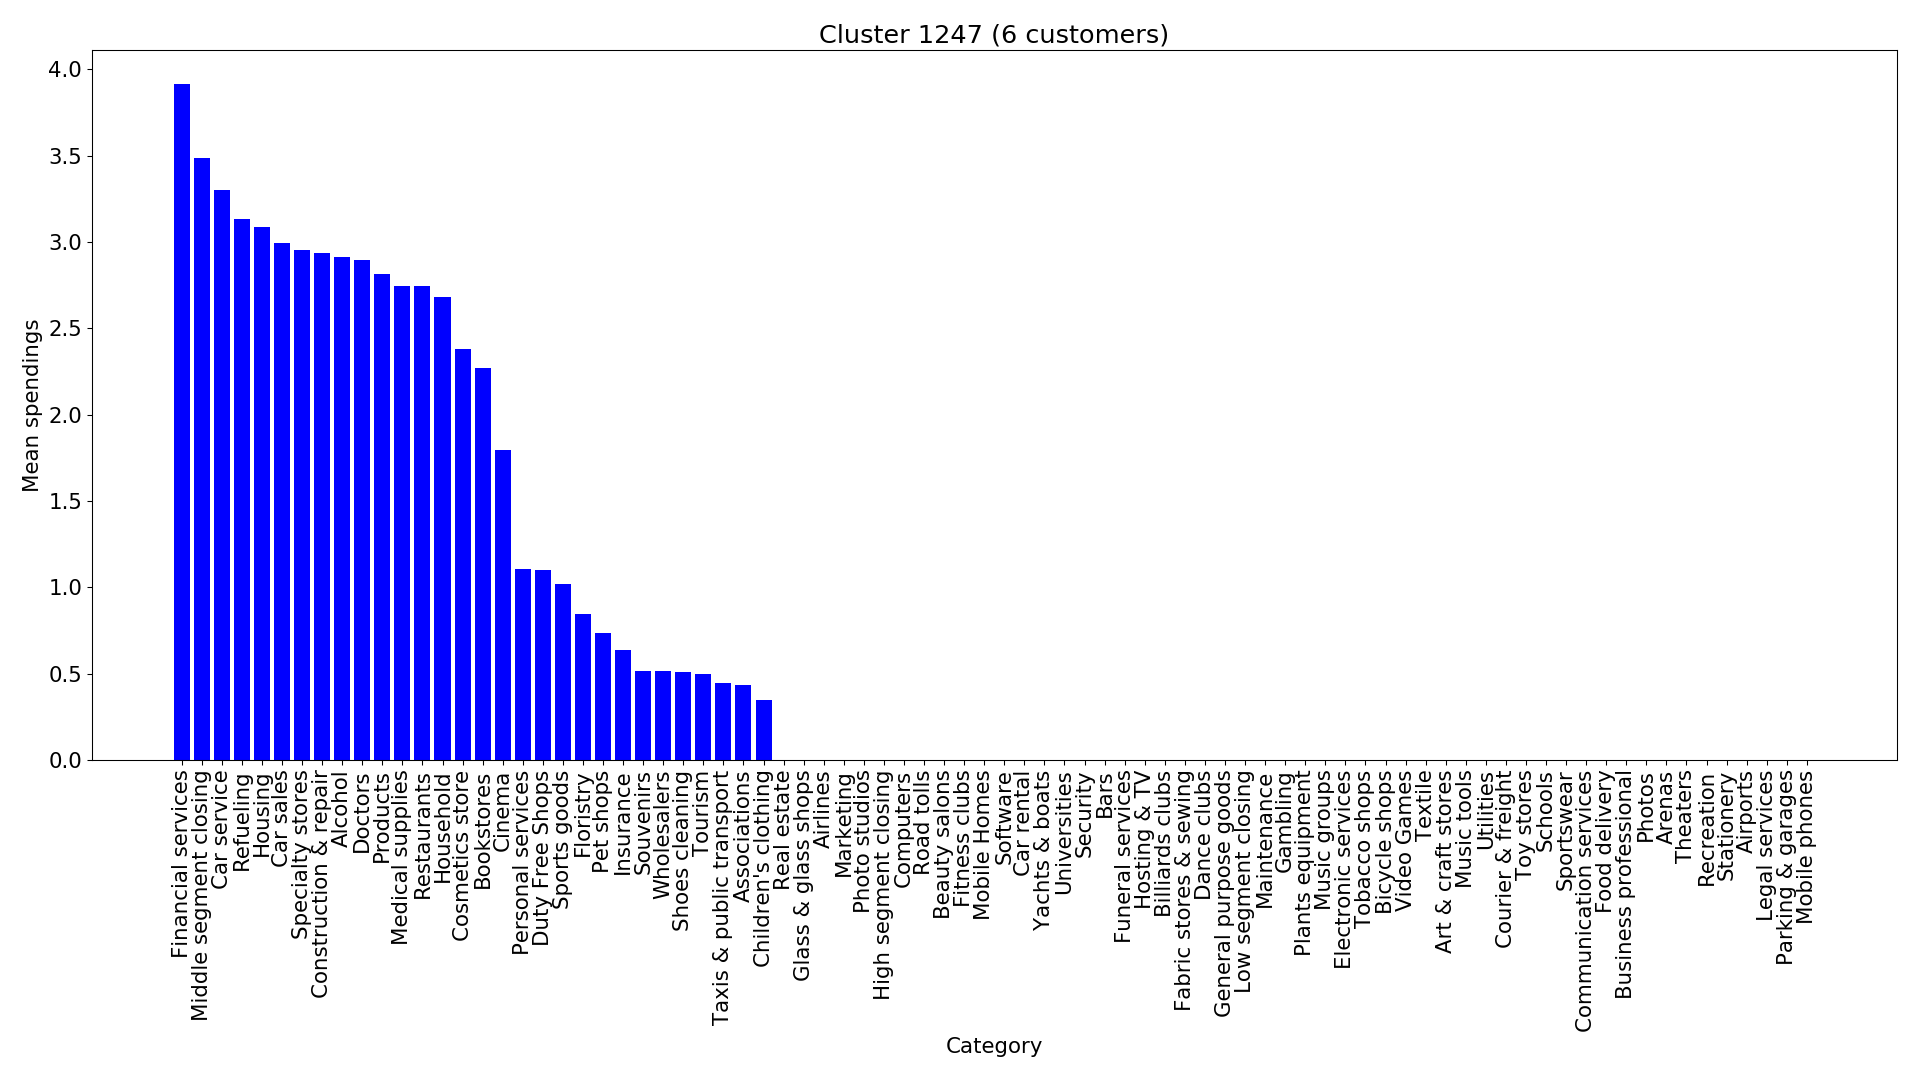 Cluster 1247 (6 customers)
Mean spendings
4.0
3.5
3.0
2.5
2.0
1.5
1.0
0.5
0.0
Financial services
Middle segment closing
Car service
Refueling
Housing
Car sales
Specialty stores
Construction & repair
Alcohol
Doctors
Products
Medical supplies
Restaurants
Household
Cosmetics store
Bookstores
Cinema
Personal services
Duty Free Shops
Sports goods
Floristry
Pet shops
Insurance
Souvenirs
Wholesalers
Shoes cleaning
Tourism
Taxis & public transport
Associations
Children's clothing
Real estate
Glass & glass shops
Airlines
Marketing
Photo studios
High segment closing
Computers
Road tolls
Beauty salons
Fitness clubs
Mobile Homes
Software
Car rental
Yachts & boats
Universities
Security
Bars
Funeral services
Hosting & TV
Billiards clubs
Fabric stores & sewing
Dance clubs
General purpose goods
Low segment closing
Maintenance
Gambling
Plants equipment
Music groups
Electronic services
Tobacco shops
Bicycle shops
Video Games
Textile
Art & craft stores
Music tools
Utilities
Courier & freight
Toy stores
Schools
Sportswear
Communication services
Food delivery
Business professional
Photos
Arenas
Theaters
Recreation
Stationery
Airports
Legal services
Parking & garages
Mobile phones
Category